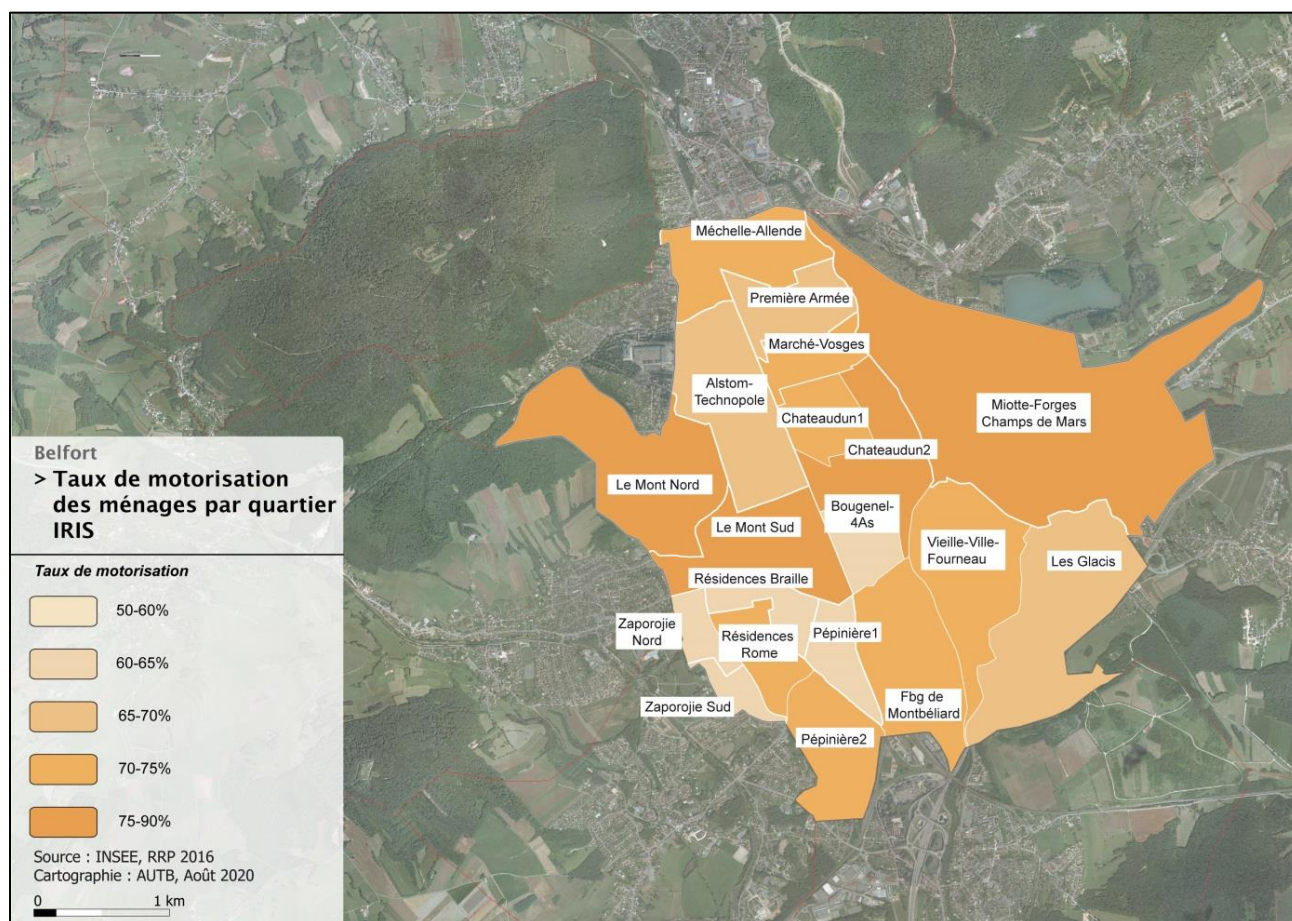 Méchelle-Allende
Première Armée
Marché-Vosges
Alstom-
Technopole
Chateaudun1
Miotte-Forges
Champs de Mars
Chateaudun2
Le Mont Nord
Bougenel-
4As
Le Mont Sud
Vieille-Ville-
Fourneau
Les Glacis
Résidences Braille
Zaporojie
Nord
Résidences
Rome
Pépinière1
Zaporojie Sud
Fbg de
Montbéliard
Pépinière2
Belfort
> Taux de motorisation
des ménages par quartier
IRIS
Taux de motorisation
50-60%
60-65%
65-70%
70-75%
75-90%
Source : INSEE, RRP 2016
Cartographie : AUTB, Août 2020
0 1 km